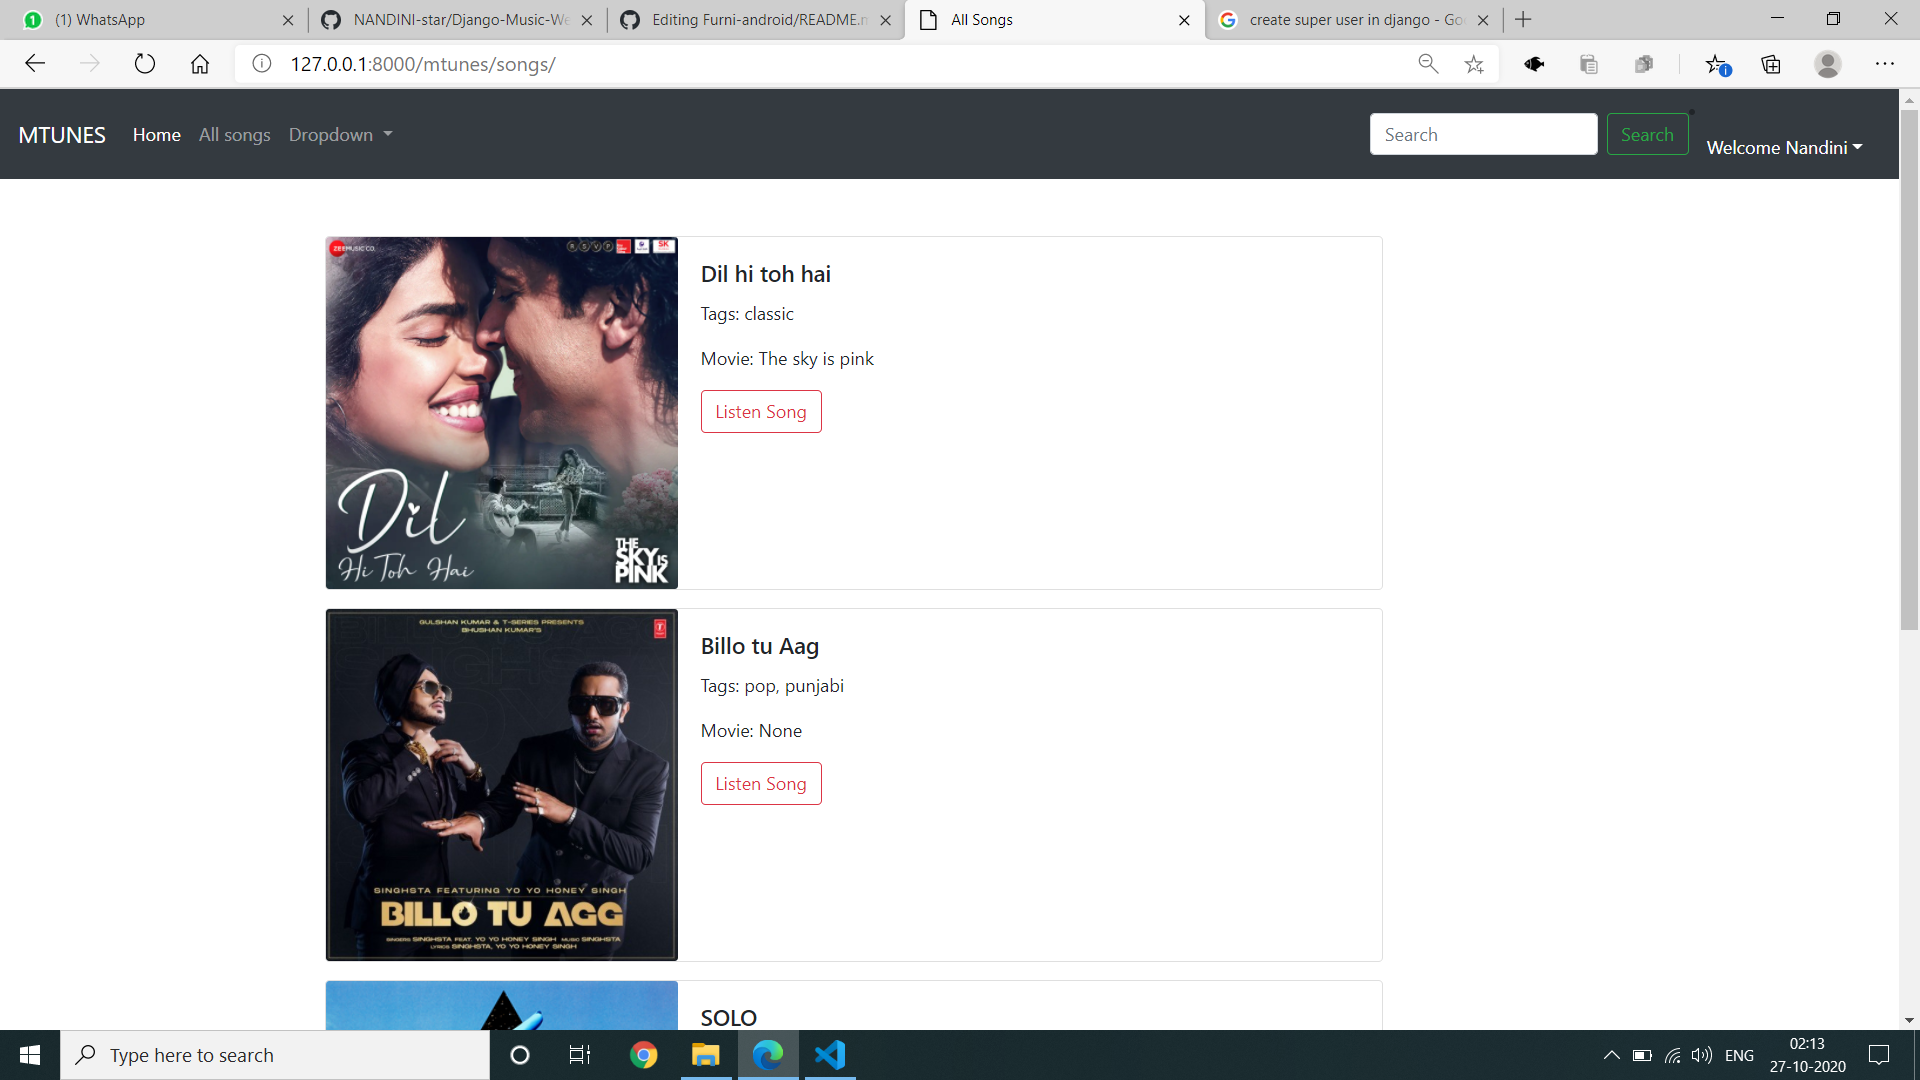 (1) WhatsApp
NANDINI-star/Django-Music-We
Editing Furni-android/README.m
All Songs
create super user in django - Goo
127.0.0.1:8000/mtunes/songs/
MTUNES Home All songs Dropdown
Search Search Welcome Nandini
ZEE MUSIC CO.
RSVP
SK
Dil
Hi Toh Hai
THE
SKY IS
PINK
Dil hi toh hai
Tags: classic
Movie: The sky is pink
Listen Song
GULSHAN KUMAR & T-SERIES PRESENTS
BHUSHAN KUMAR'S
T
SINGHSTA FEATURING YO YO HONEY SINGH
BILLO TU AGG
SINGERS SINGHSTA FEAT. YO YO HONEY SINGH MUSIC SINGHSTA
LYRICS SINGHSTA, YO YO HONEY SINGH
Billo tu Aag
Tags: pop, punjabi
Movie: None
Listen Song
SOLO
Type here to search
ENG
02:13
27-10-2020